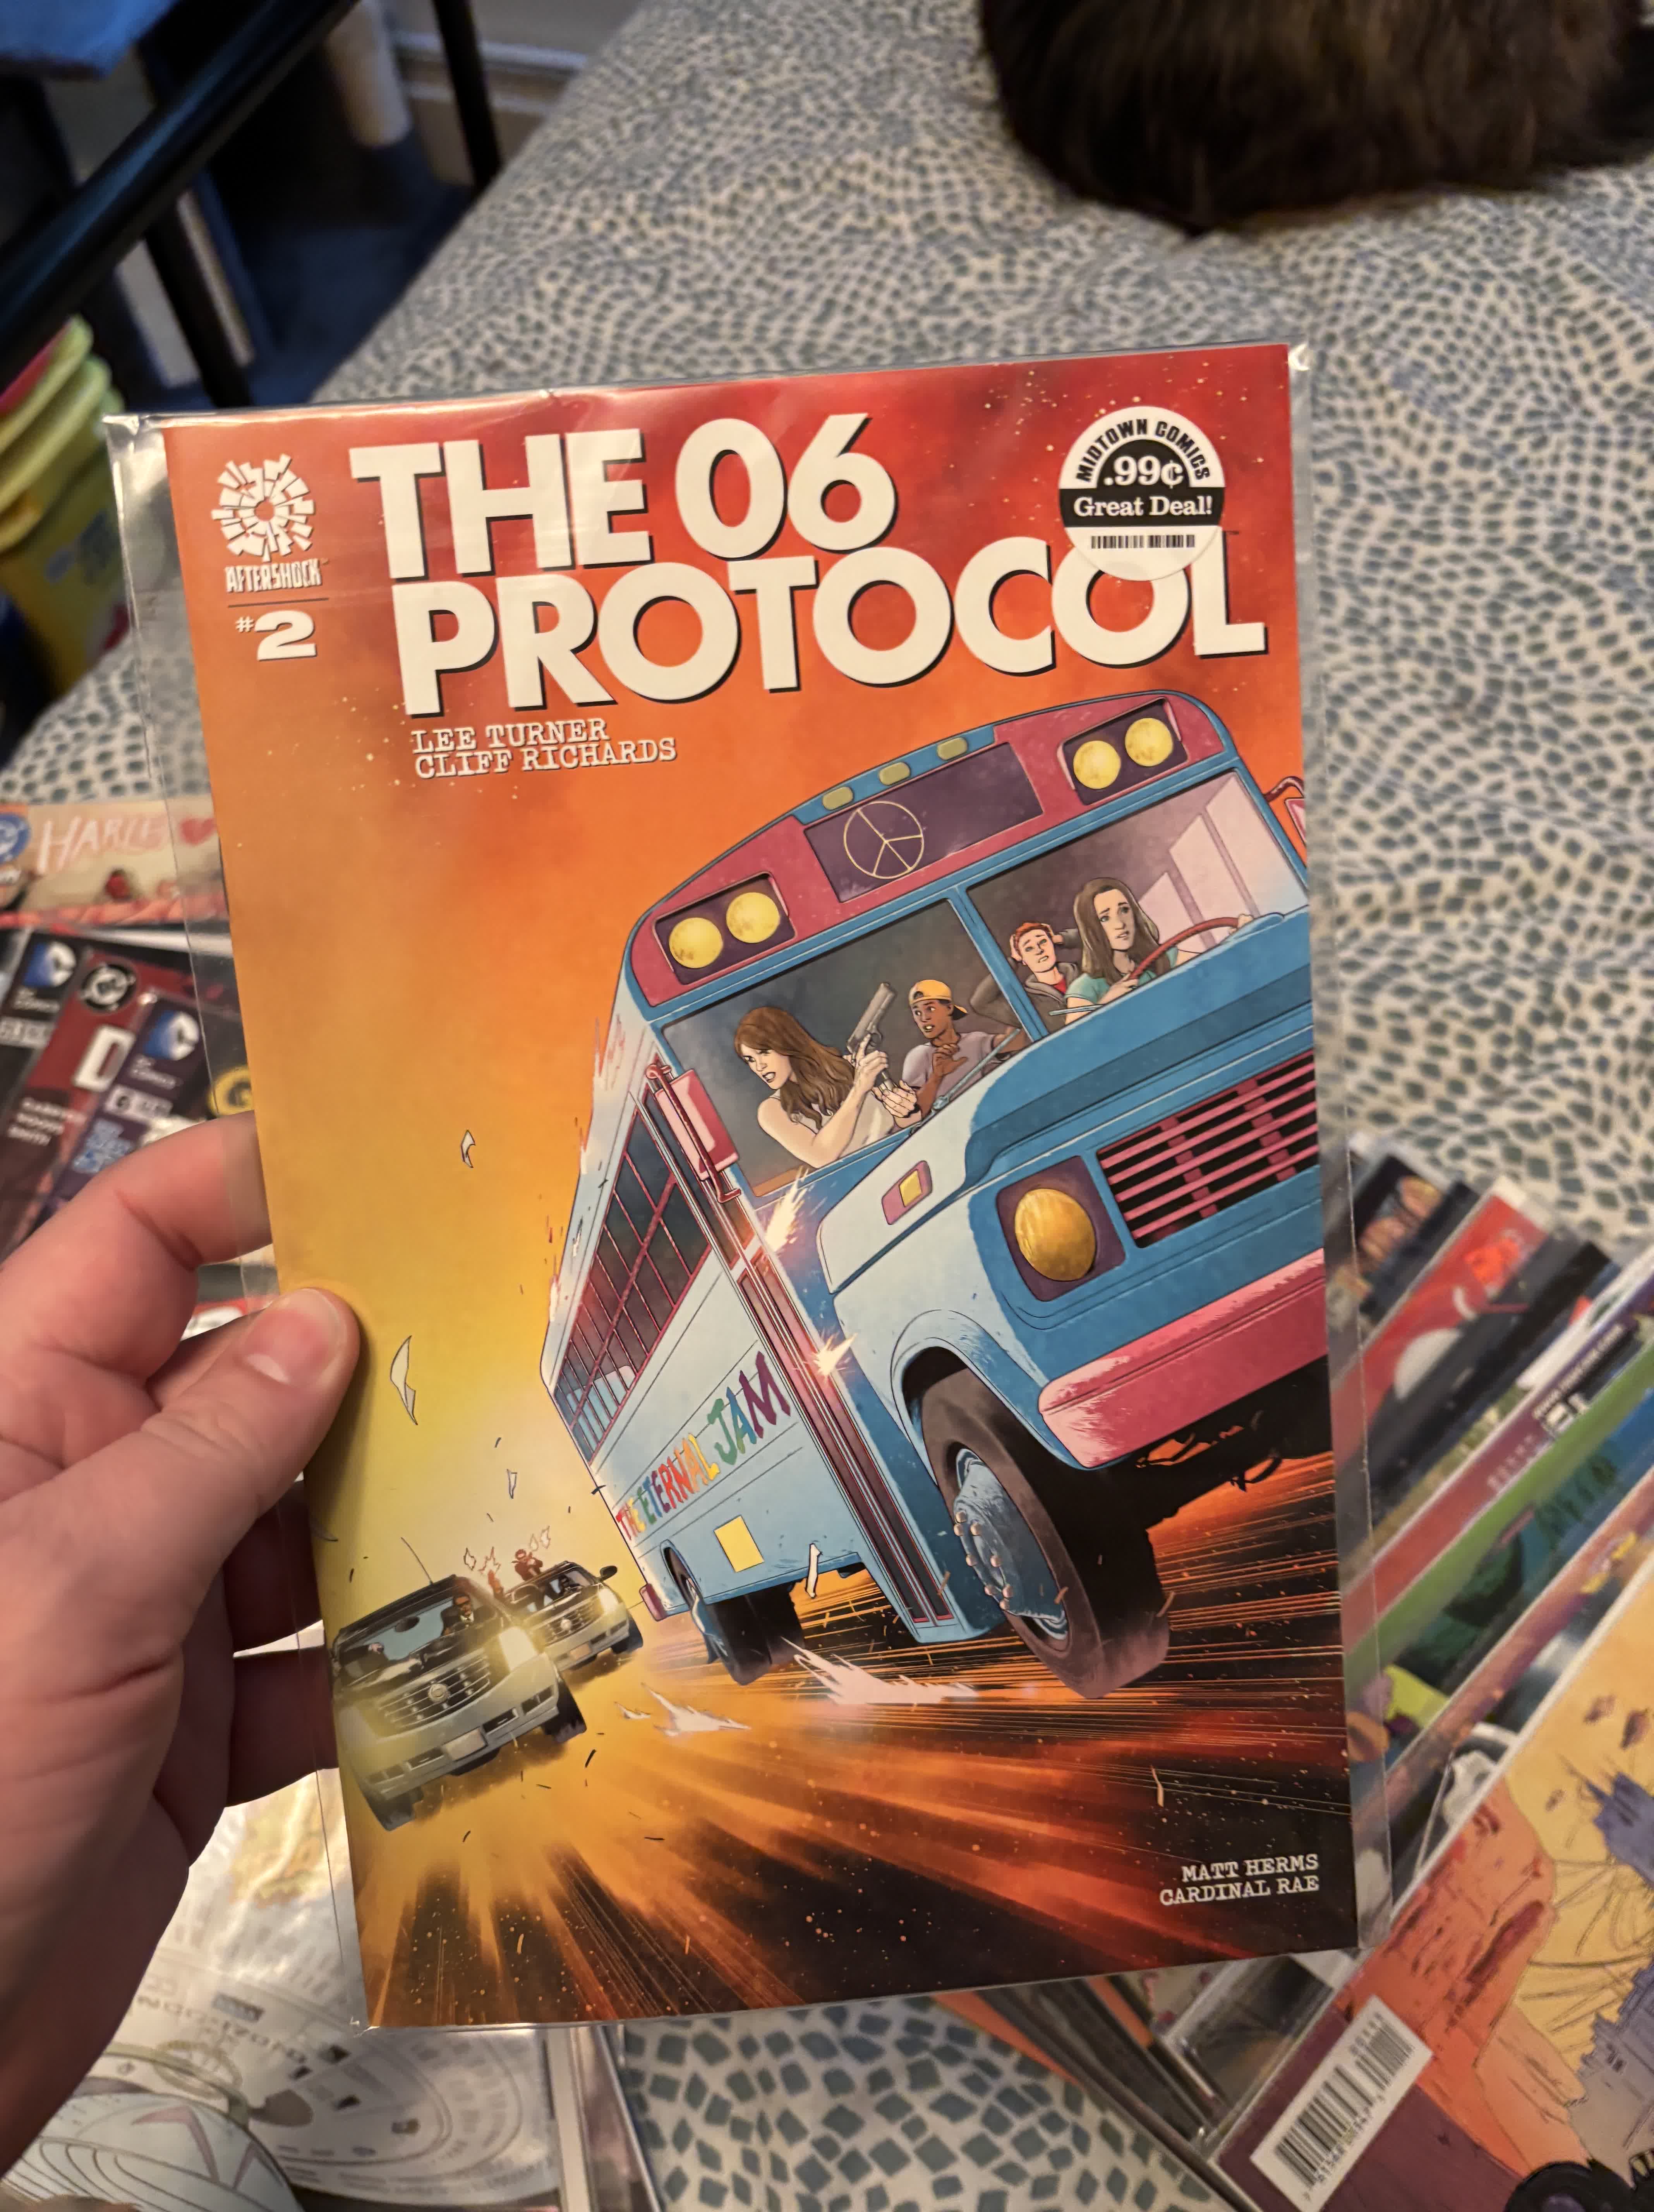 THE 06
PROTOCOL
AFTERSHOCK
#2
LEE TURNER
CLIFF RICHARDS
MIDTOWN COMICS
.99¢
Great Deal!
THE ETERNAL JAM
MATT HERMS
CARDINAL RAE
HARLE
D